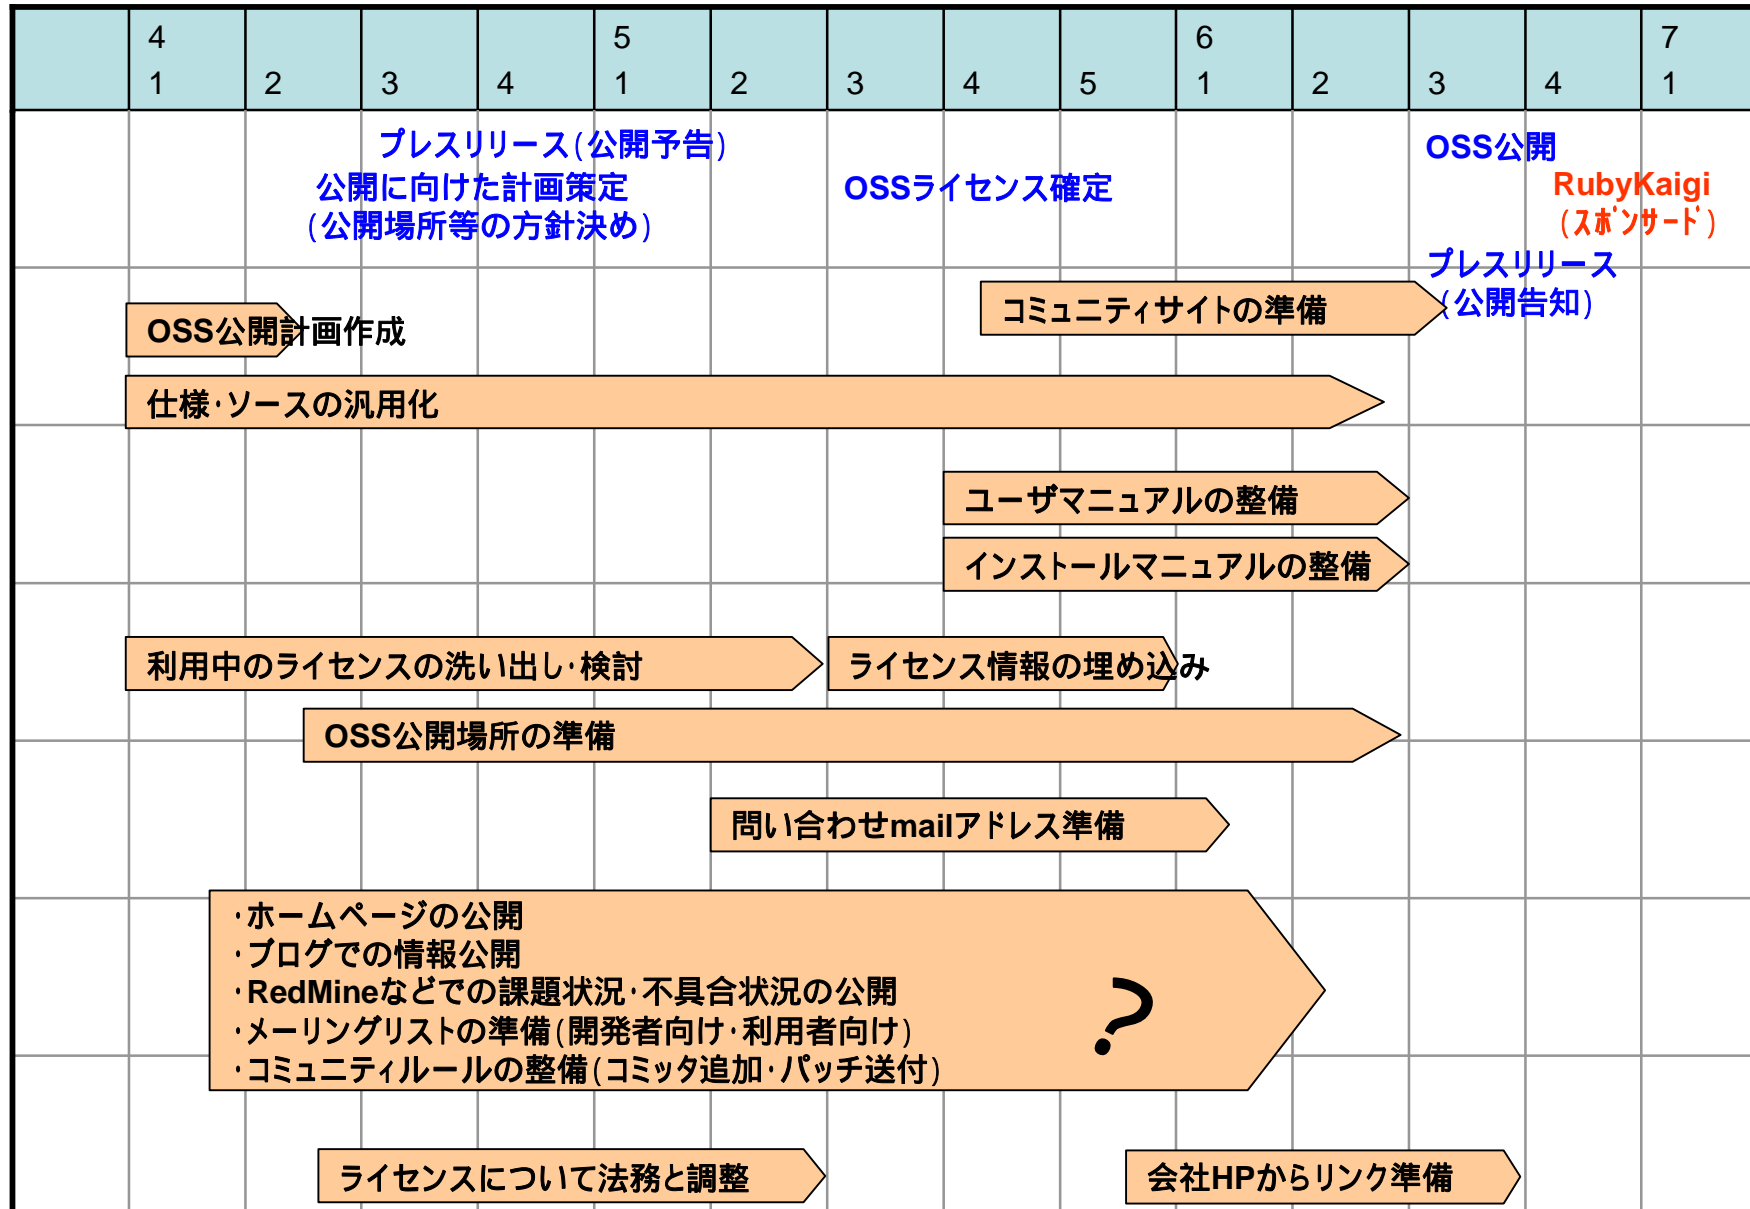 4 5 6 7
1 2 3 4 1 2 3 4 5 1 2 3 4 1
プレスリリース(公開予告)
公開に向けた計画策定
(公開場所等の方針決め)
OSSライセンス確定
OSS公開
RubyKaigi
(スポンサード)
プレスリリース
(公開告知)
コミュニティサイトの準備
OSS公開計画作成
仕様・ソースの汎用化
ユーザマニュアルの整備
インストールマニュアルの整備
利用中のライセンスの洗い出し・検討
ライセンス情報の埋め込み
OSS公開場所の準備
問い合わせmailアドレス準備
・ホームページの公開
・ブログでの情報公開
・RedMineなどでの課題状況・不具合状況の公開
・メーリングリストの準備(開発者向け・利用者向け)
・コミュニティルールの整備(コミッタ追加・パッチ送付)
?
ライセンスについて法務と調整
会社HPからリンク準備